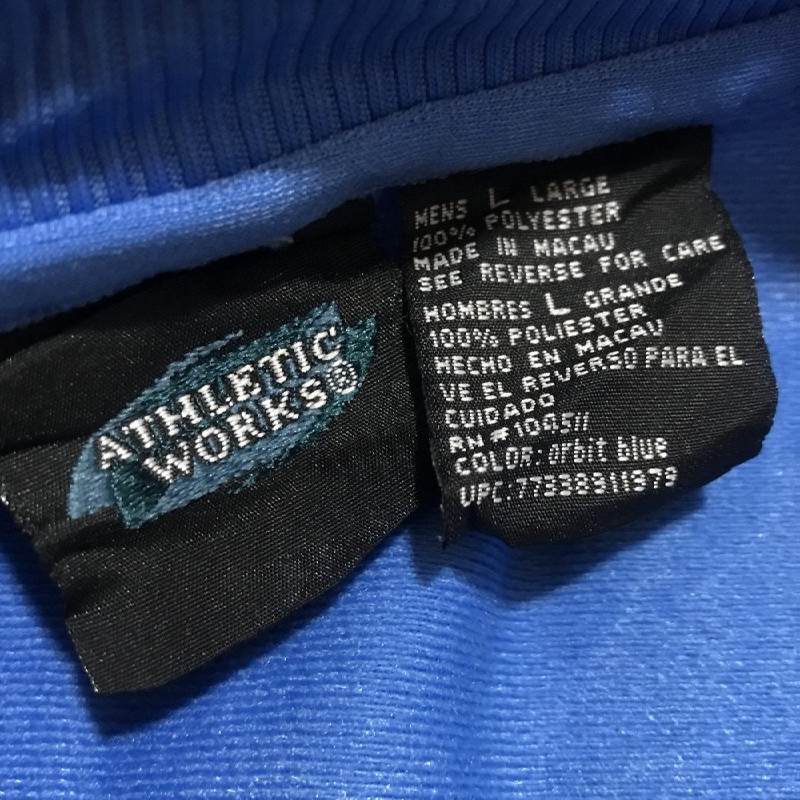 ATHLETIC
WORKS®
MENS L LARGE
100% POLYESTER
MADE IN MACAU
SEE REVERSE FOR CARE
HOMBRES L GRANDE
100% POLIESTER
HECHO EN MACAU
VE EL REVERSO PARA EL
CUIDADO
RN #104511
COLOR: orbit blue
UPC: